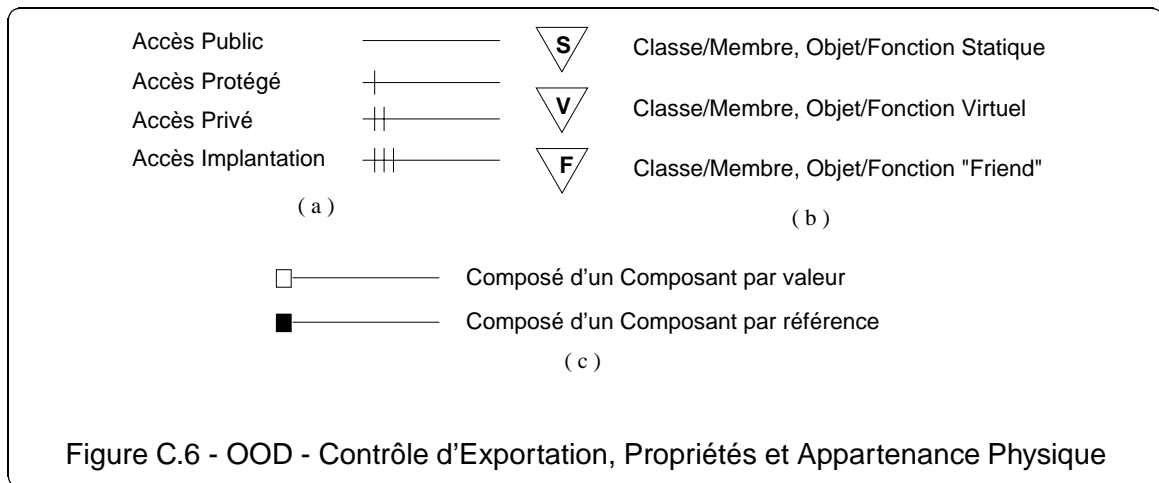 Accès Public
Accès Protégé
Accès Privé
Accès Implantation
( a )
S Classe/Membre, Objet/Fonction Statique
V Classe/Membre, Objet/Fonction Virtuel
F Classe/Membre, Objet/Fonction "Friend"
( b )
Composé d’un Composant par valeur
Composé d’un Composant par référence
( c )
Figure C.6 - OOD - Contrôle d’Exportation, Propriétés et Appartenance Physique